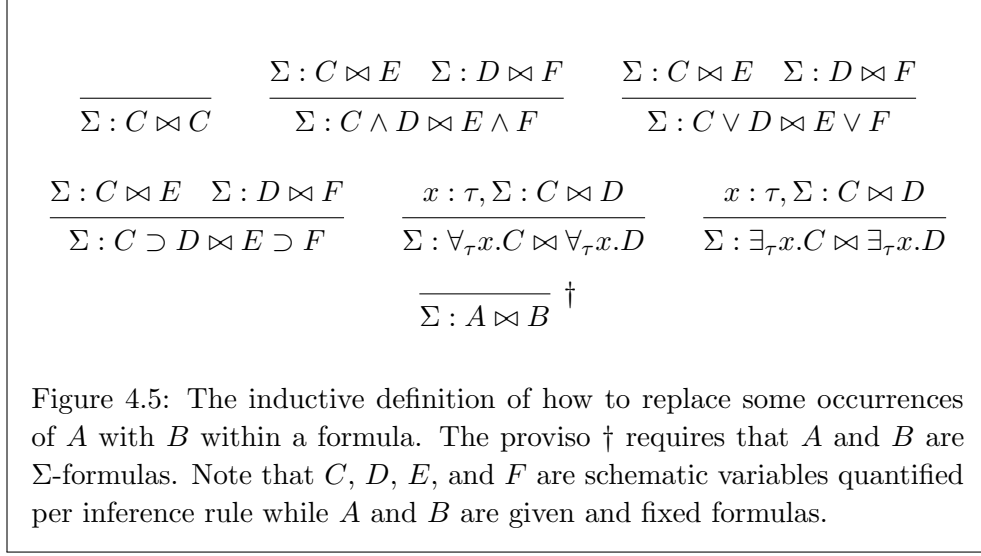 Σ : C ⋈ E Σ : D ⋈ F Σ : C ⋈ E Σ : D ⋈ F
Σ : C ⋈ C Σ : C ∧ D ⋈ E ∧ F Σ : C ∨ D ⋈ E ∨ F
Σ : C ⋈ E Σ : D ⋈ F x : τ, Σ : C ⋈ D x : τ, Σ : C ⋈ D
Σ : C ⊃ D ⋈ E ⊃ F Σ : ∀τx.C ⋈ ∀τx.D Σ : ∃τx.C ⋈ ∃τx.D
Σ : A ⋈ B †
Figure 4.5: The inductive definition of how to replace some occurrences
of A with B within a formula. The proviso † requires that A and B are
Σ-formulas. Note that C, D, E, and F are schematic variables quantified
per inference rule while A and B are given and fixed formulas.